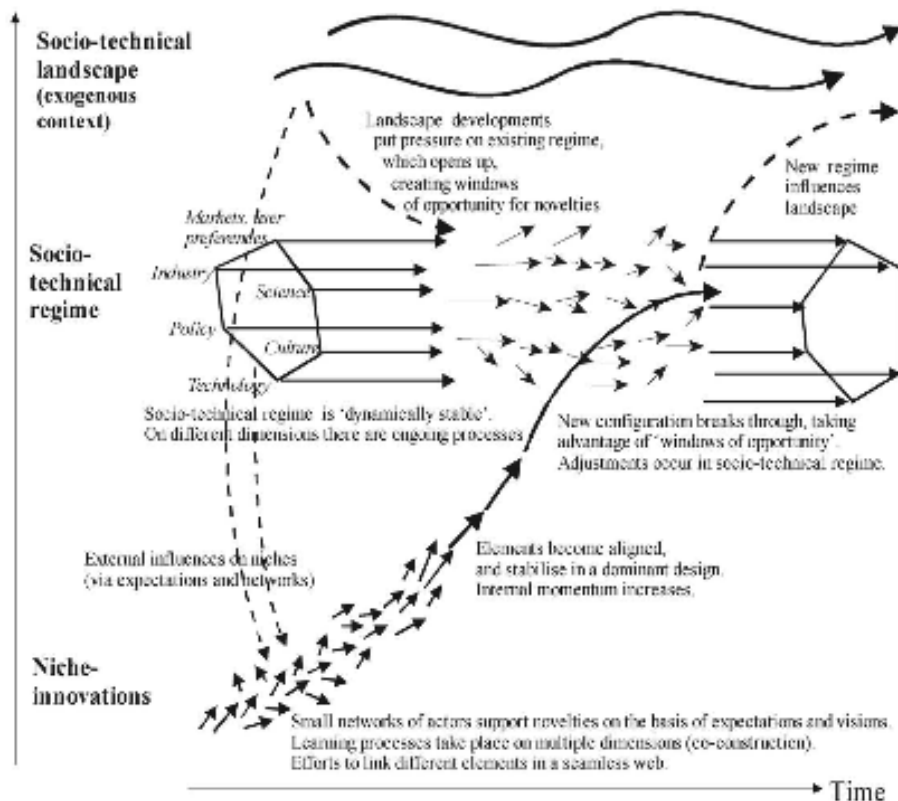 Socio-technical
landscape
(exogenous
context)
Landscape developments
put pressure on existing regime,
which opens up,
creating windows
of opportunity for novelties
New regime
influences
landscape
Markets, user
preferences
Socio-
technical
regime
Industry
Science
Policy
Culture
Technology
Socio-technical regime is ‘dynamically stable’.
On different dimensions there are ongoing processes
New configuration breaks through, taking
advantage of ‘windows of opportunity’.
Adjustments occur in socio-technical regime.
External influences on niches
(via expectations and networks)
Elements become aligned,
and stabilise in a dominant design.
Internal momentum increases.
Niche-
innovations
Small networks of actors support novelties on the basis of expectations and visions.
Learning processes take place on multiple dimensions (co-construction).
Efforts to link different elements in a seamless web.
Time